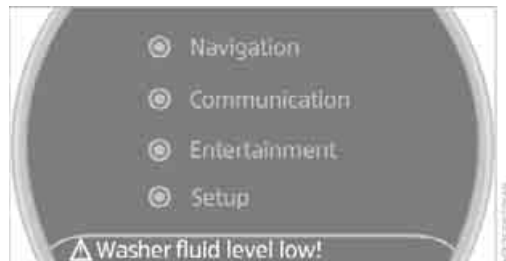 Navigation
Communication
Entertainment
Setup
Washer fluid level low!